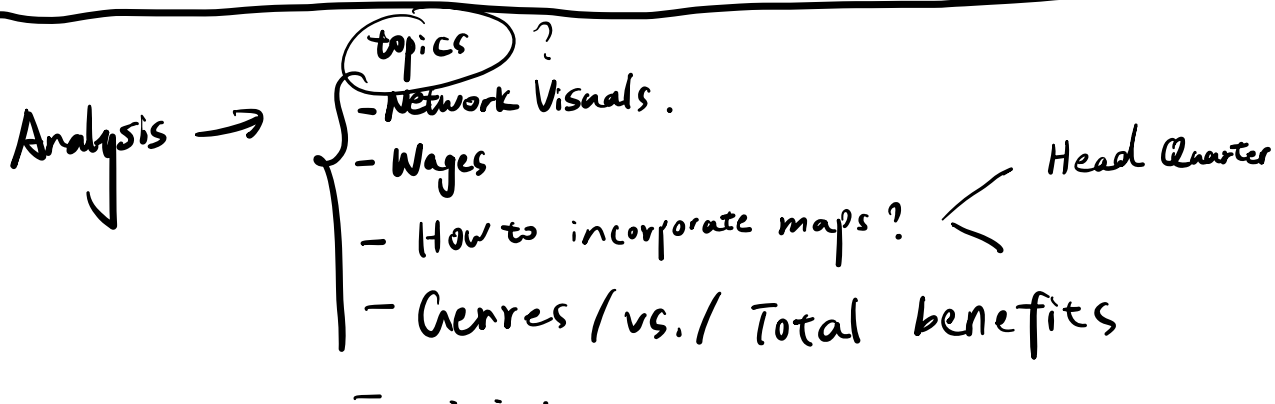 topics ?
Analysis →
- Network Visuals.
- Wages
- How to incorporate maps?
Head Quarter
- Genres / vs. / Total benefits